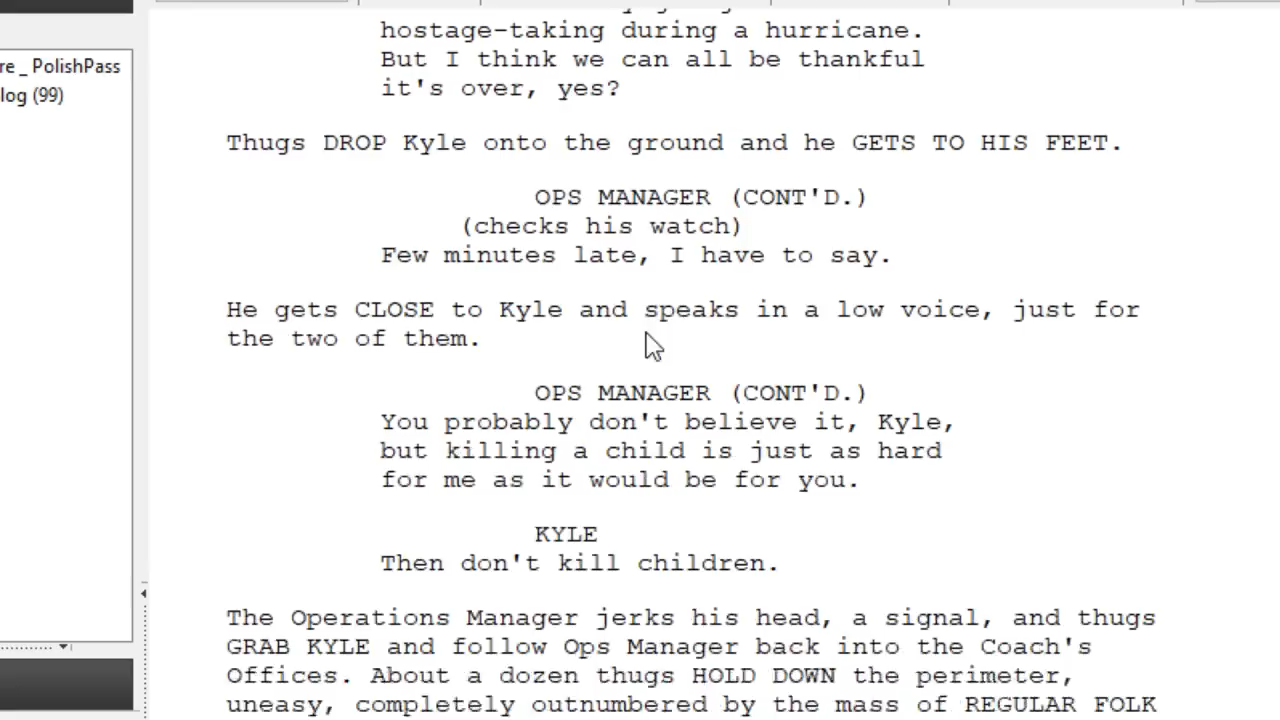 re _ PolishPass
log (99)
hostage-taking during a hurricane.
But I think we can all be thankful
it's over, yes?
Thugs DROP Kyle onto the ground and he GETS TO HIS FEET.
OPS MANAGER (CONT'D.)
(checks his watch)
Few minutes late, I have to say.
He gets CLOSE to Kyle and speaks in a low voice, just for
the two of them.
OPS MANAGER (CONT'D.)
You probably don't believe it, Kyle,
but killing a child is just as hard
for me as it would be for you.
KYLE
Then don't kill children.
The Operations Manager jerks his head, a signal, and thugs
GRAB KYLE and follow Ops Manager back into the Coach's
Offices. About a dozen thugs HOLD DOWN the perimeter,
uneasy, completely outnumbered by the mass of REGULAR FOLK